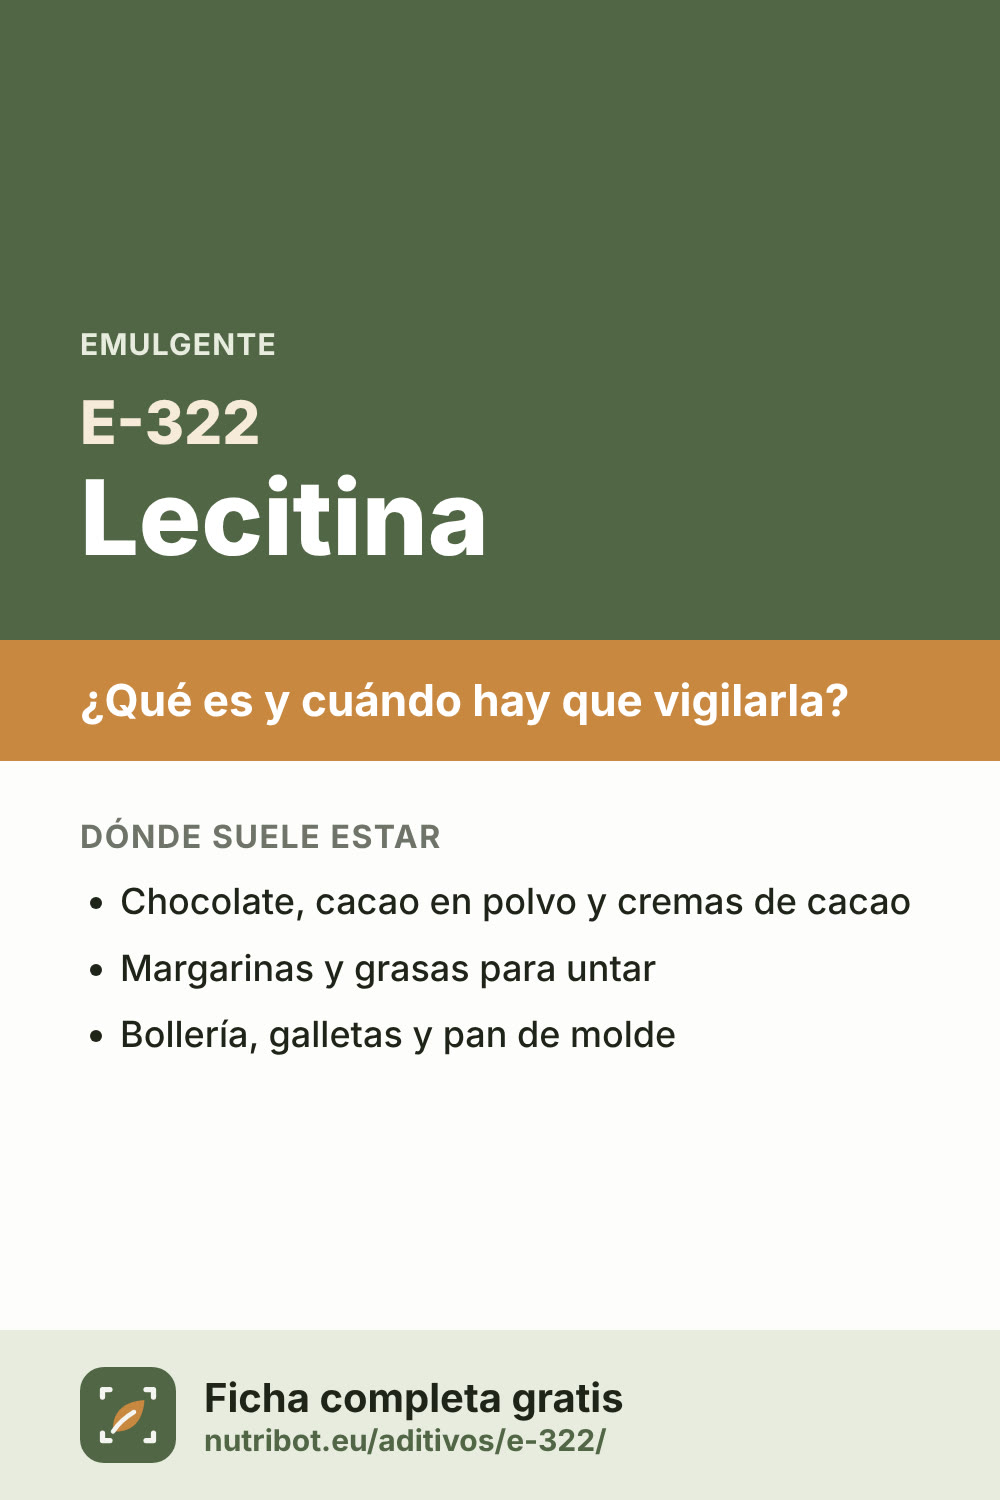 EMULGENTE
E-322
Lecitina
¿Qué es y cuándo hay que vigilarla?
DÓNDE SUELE ESTAR
• Chocolate, cacao en polvo y cremas de cacao
• Margarinas y grasas para untar
• Bollería, galletas y pan de molde
Ficha completa gratis
nutribot.eu/aditivos/e-322/